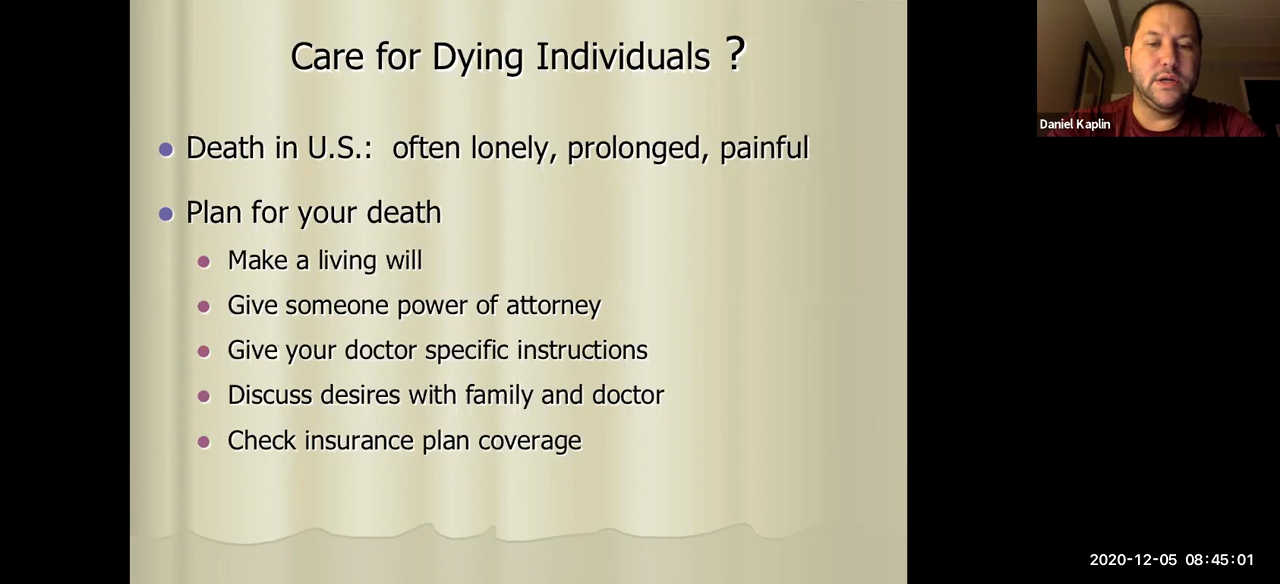 Care for Dying Individuals ?
Death in U.S.: often lonely, prolonged, painful
Plan for your death
Make a living will
Give someone power of attorney
Give your doctor specific instructions
Discuss desires with family and doctor
Check insurance plan coverage
Daniel Kaplin
2020-12-05 08:45:01